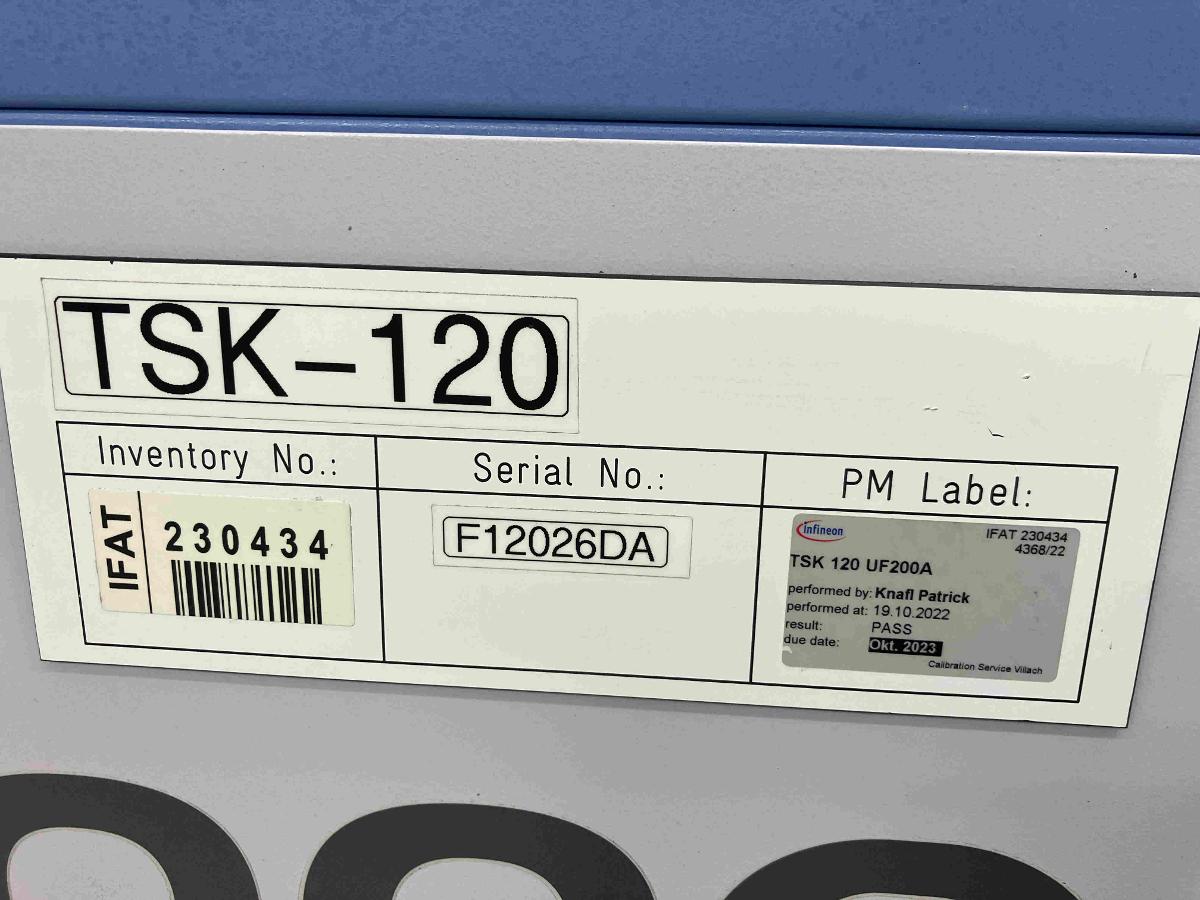 TSK-120
Inventory No.:
Serial No.:
PM Label:
IFAT
230434
F12026DA
infineon
IFAT 230434
4368/22
TSK 120 UF200A
performed by: Knafl Patrick
performed at: 19.10.2022
result: PASS
due date: Okt. 2023
Calibration Service Villach